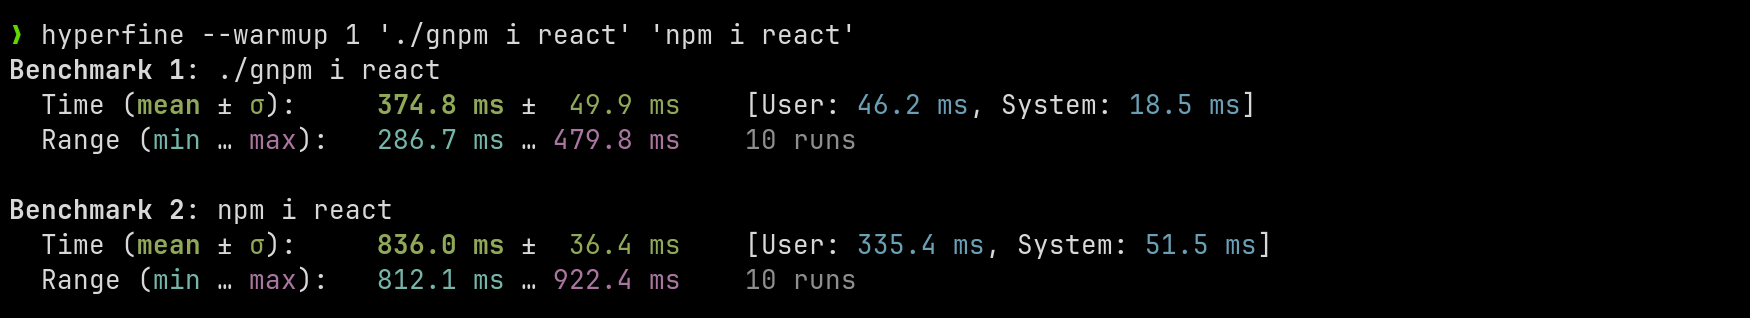 ❱ hyperfine --warmup 1 './gnpm i react' 'npm i react'
Benchmark 1: ./gnpm i react
  Time (mean ± σ):     374.8 ms ±  49.9 ms    [User: 46.2 ms, System: 18.5 ms]
  Range (min … max):   286.7 ms … 479.8 ms    10 runs

Benchmark 2: npm i react
  Time (mean ± σ):     836.0 ms ±  36.4 ms    [User: 335.4 ms, System: 51.5 ms]
  Range (min … max):   812.1 ms … 922.4 ms    10 runs